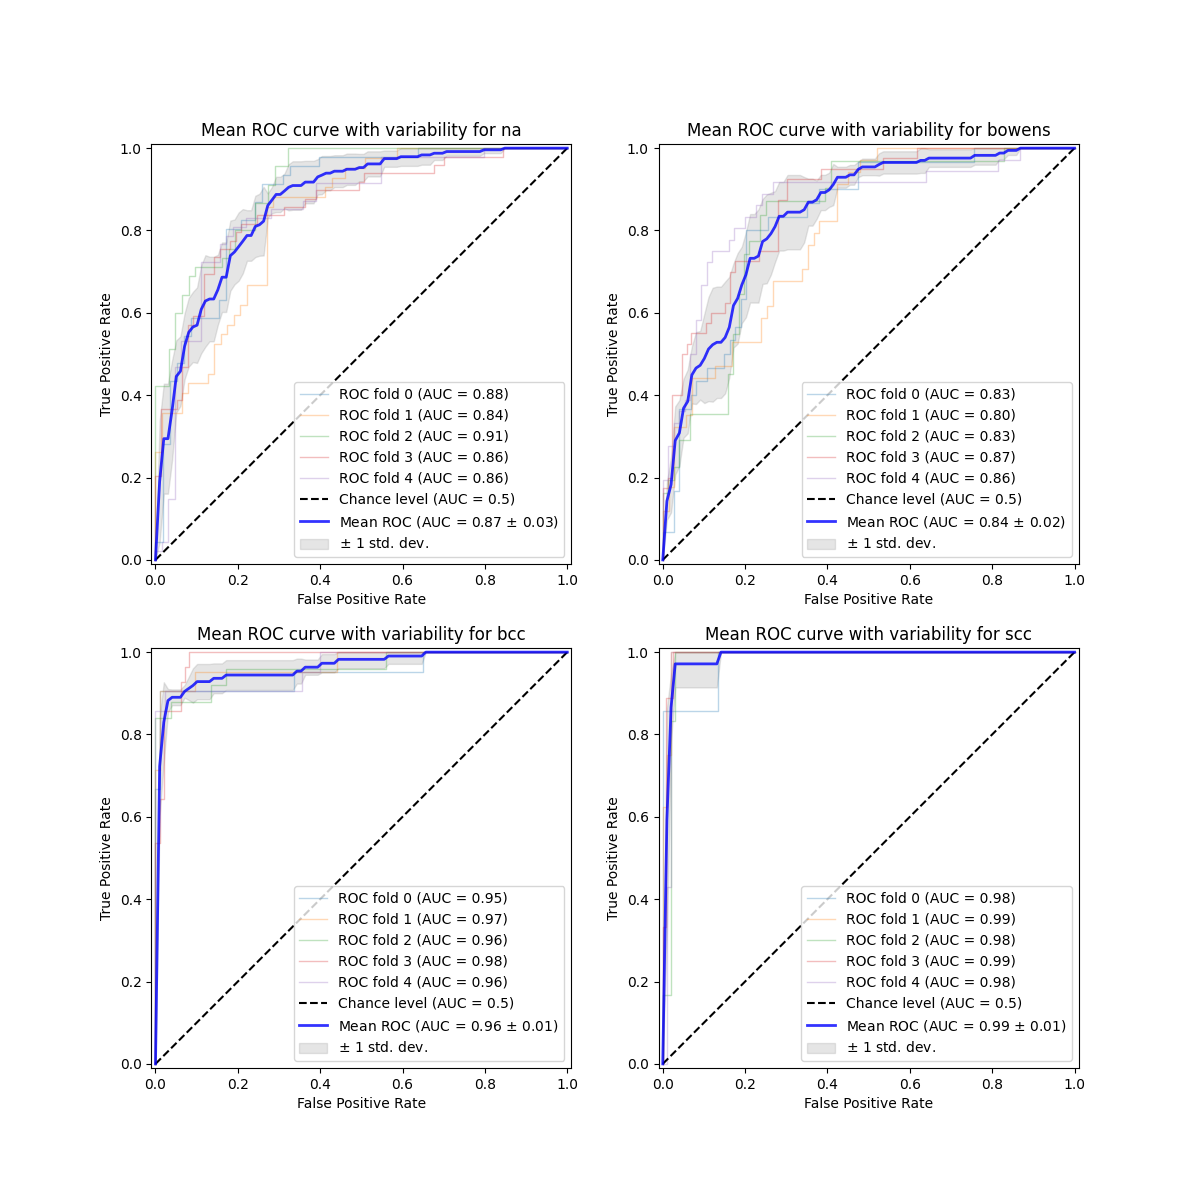 Mean ROC curve with variability for na
True Positive Rate
1.0
0.8
0.6
0.4
0.2
0.0
ROC fold 0 (AUC = 0.88)
ROC fold 1 (AUC = 0.84)
ROC fold 2 (AUC = 0.91)
ROC fold 3 (AUC = 0.86)
ROC fold 4 (AUC = 0.86)
Chance level (AUC = 0.5)
Mean ROC (AUC = 0.87 ± 0.03)
± 1 std. dev.
0.0 0.2 0.4 0.6 0.8 1.0
False Positive Rate
Mean ROC curve with variability for bowens
True Positive Rate
1.0
0.8
0.6
0.4
0.2
0.0
ROC fold 0 (AUC = 0.83)
ROC fold 1 (AUC = 0.80)
ROC fold 2 (AUC = 0.83)
ROC fold 3 (AUC = 0.87)
ROC fold 4 (AUC = 0.86)
Chance level (AUC = 0.5)
Mean ROC (AUC = 0.84 ± 0.02)
± 1 std. dev.
0.0 0.2 0.4 0.6 0.8 1.0
False Positive Rate
Mean ROC curve with variability for bcc
True Positive Rate
1.0
0.8
0.6
0.4
0.2
0.0
ROC fold 0 (AUC = 0.95)
ROC fold 1 (AUC = 0.97)
ROC fold 2 (AUC = 0.96)
ROC fold 3 (AUC = 0.98)
ROC fold 4 (AUC = 0.96)
Chance level (AUC = 0.5)
Mean ROC (AUC = 0.96 ± 0.01)
± 1 std. dev.
0.0 0.2 0.4 0.6 0.8 1.0
False Positive Rate
Mean ROC curve with variability for scc
True Positive Rate
1.0
0.8
0.6
0.4
0.2
0.0
ROC fold 0 (AUC = 0.98)
ROC fold 1 (AUC = 0.99)
ROC fold 2 (AUC = 0.98)
ROC fold 3 (AUC = 0.99)
ROC fold 4 (AUC = 0.98)
Chance level (AUC = 0.5)
Mean ROC (AUC = 0.99 ± 0.01)
± 1 std. dev.
0.0 0.2 0.4 0.6 0.8 1.0
False Positive Rate